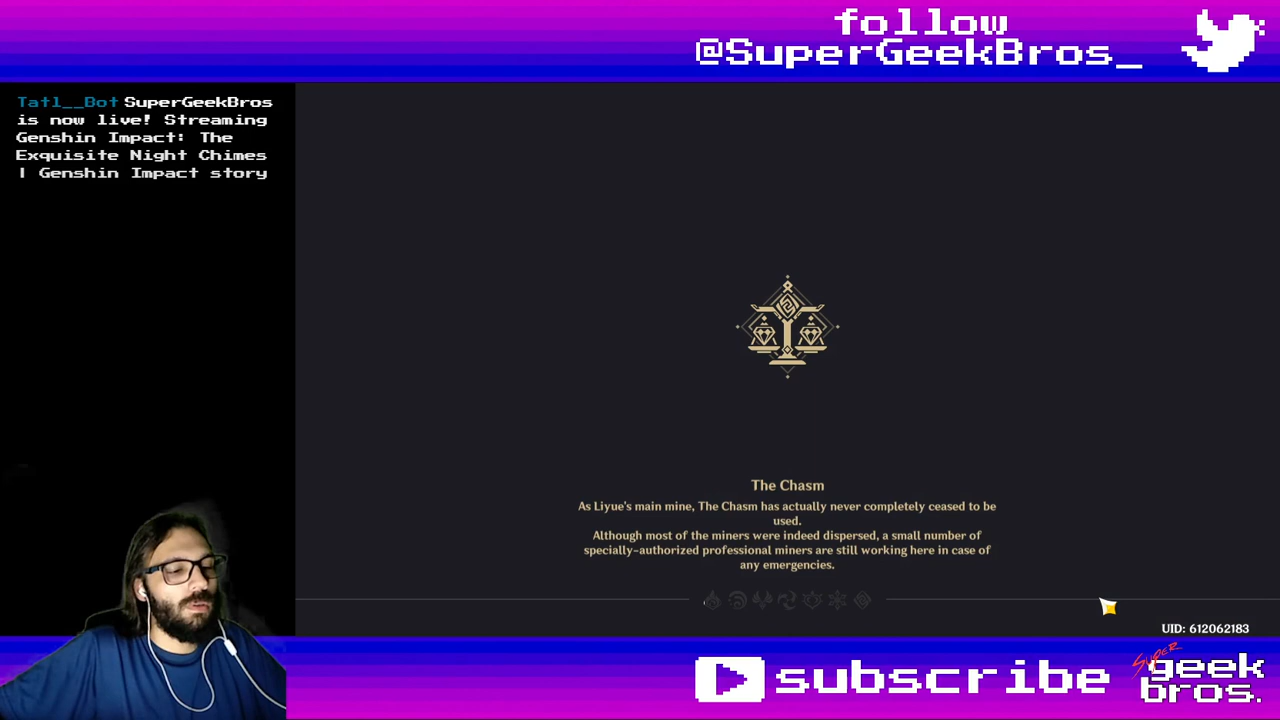 follow
@SuperGeekBros_
Tatl__Bot SuperGeekBros
is now live! Streaming
Genshin Impact: The
Exquisite Night Chimes
| Genshin Impact story
The Chasm
As Liyue's main mine, The Chasm has actually never completely ceased to be
used.
Although most of the miners were indeed dispersed, a small number of
specially-authorized professional miners are still working here in case of
any emergencies.
UID: 612062183
subscribe
SUPER
geek
bros.